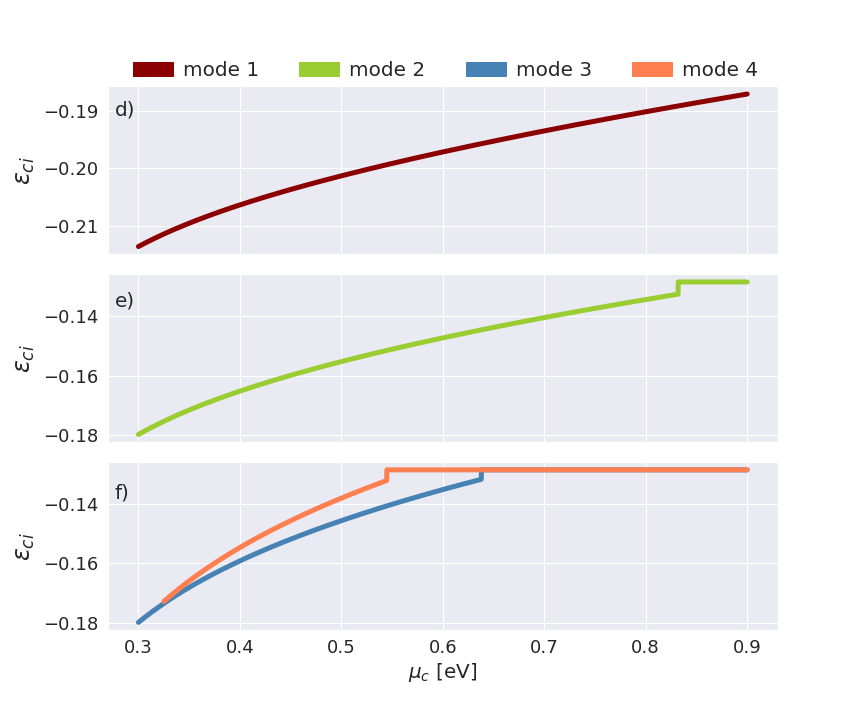 mode 1 mode 2 mode 3 mode 4
d)
−0.19
−0.20
−0.21
ε_ci
e)
−0.14
−0.16
−0.18
ε_ci
f)
−0.14
−0.16
−0.18
ε_ci
0.3 0.4 0.5 0.6 0.7 0.8 0.9
μ_c [eV]